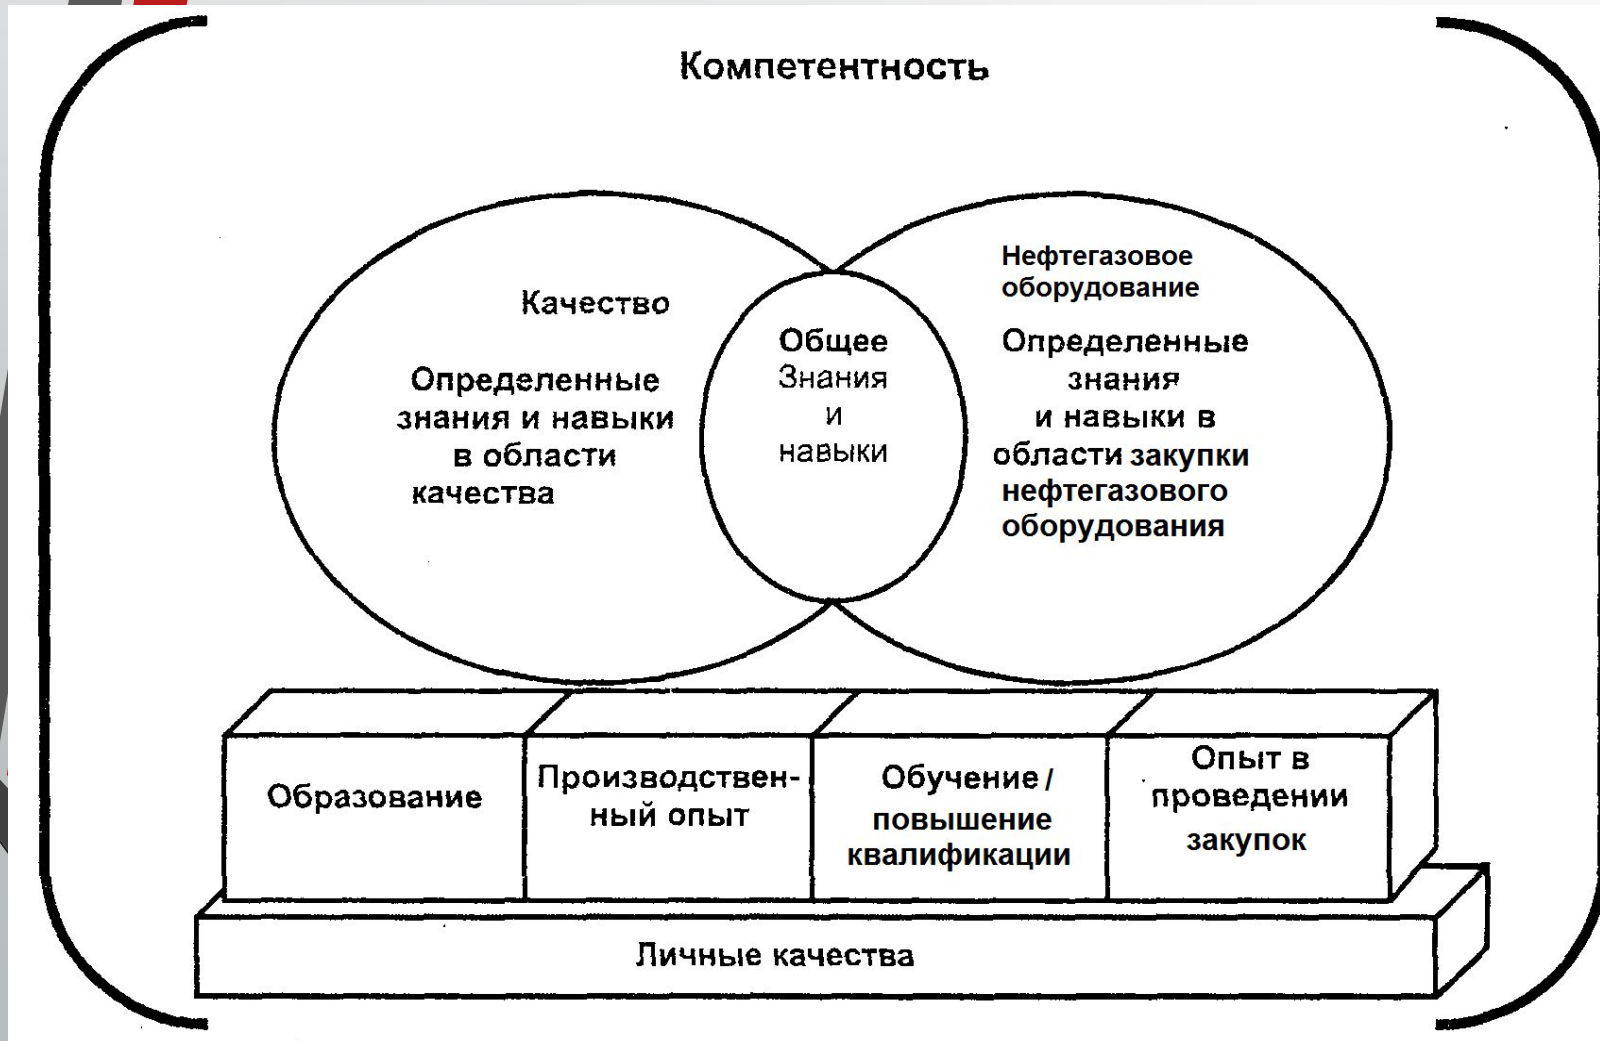 Компетентность
Качество
Определенные
знания и навыки
в области
качества
Общее
Знания
и
навыки
Нефтегазовое
оборудование
Определенные
знания
и навыки в
области закупки
нефтегазового
оборудования
Образование
Производствен-
ный опыт
Обучение /
повышение
квалификации
Опыт в
проведении
закупок
Личные качества